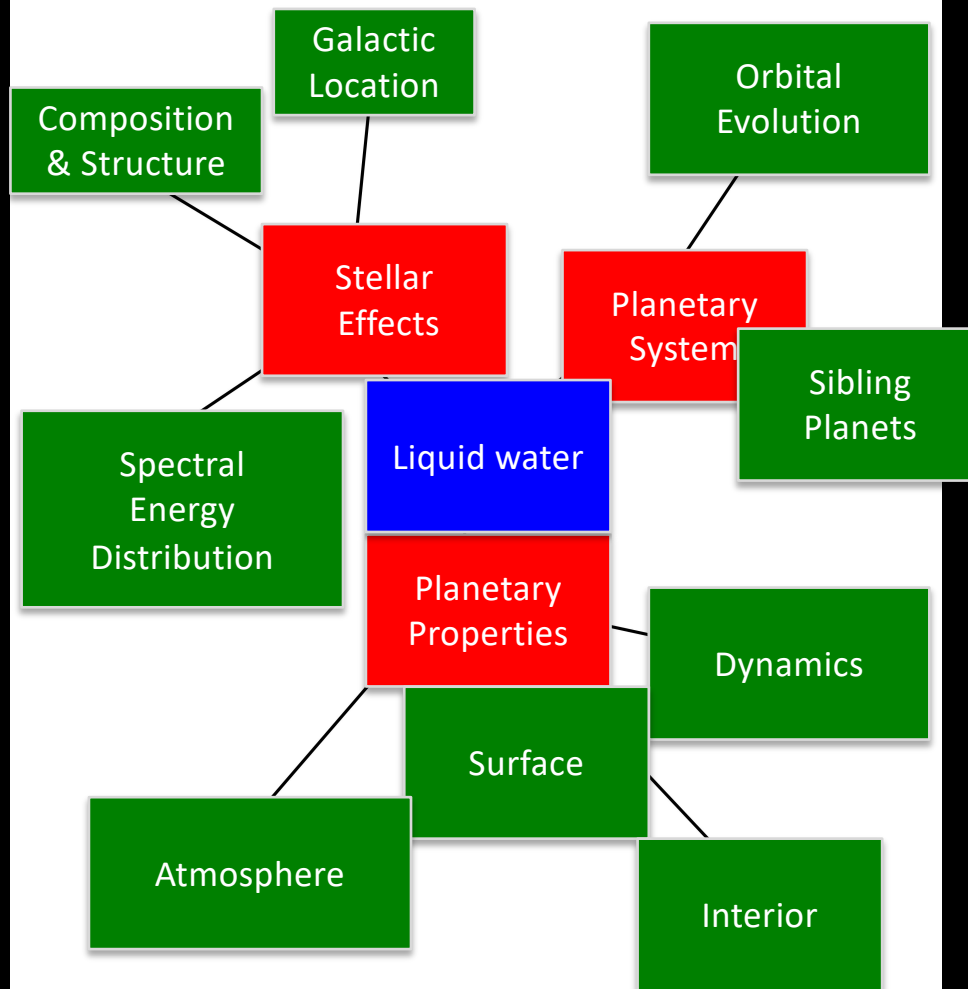 Galactic
Location
Composition
& Structure
Orbital
Evolution
Stellar
Effects
Planetary
System
Sibling
Planets
Liquid water
Spectral
Energy
Distribution
Planetary
Properties
Dynamics
Surface
Atmosphere
Interior